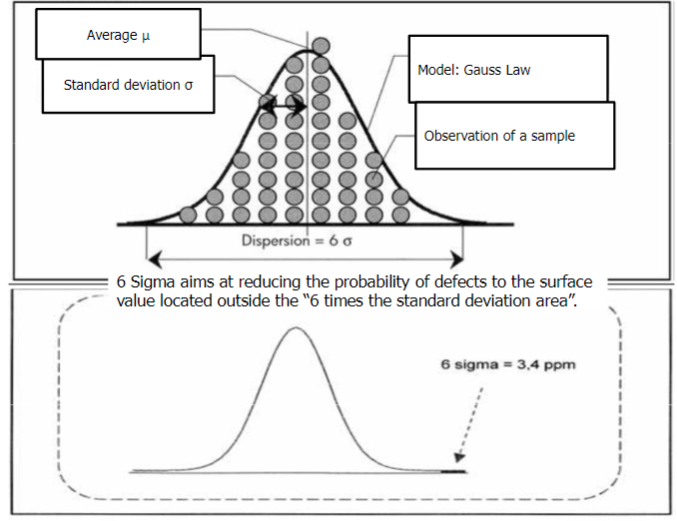 Average μ
Standard deviation σ
Model: Gauss Law
Observation of a sample
Dispersion = 6 σ
6 Sigma aims at reducing the probability of defects to the surface
value located outside the “6 times the standard deviation area”.
6 sigma = 3,4 ppm